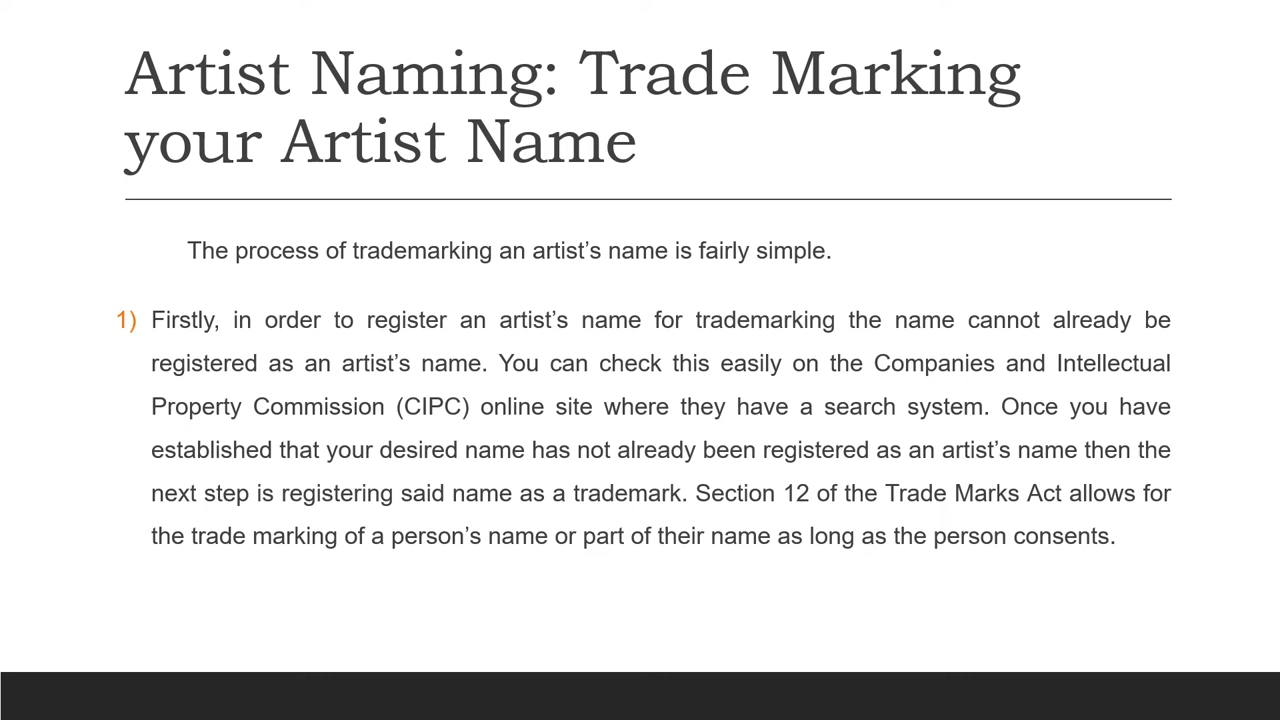 Artist Naming: Trade Marking
your Artist Name
The process of trademarking an artist’s name is fairly simple.
1) Firstly, in order to register an artist’s name for trademarking the name cannot already be
registered as an artist’s name. You can check this easily on the Companies and Intellectual
Property Commission (CIPC) online site where they have a search system. Once you have
established that your desired name has not already been registered as an artist’s name then the
next step is registering said name as a trademark. Section 12 of the Trade Marks Act allows for
the trade marking of a person’s name or part of their name as long as the person consents.